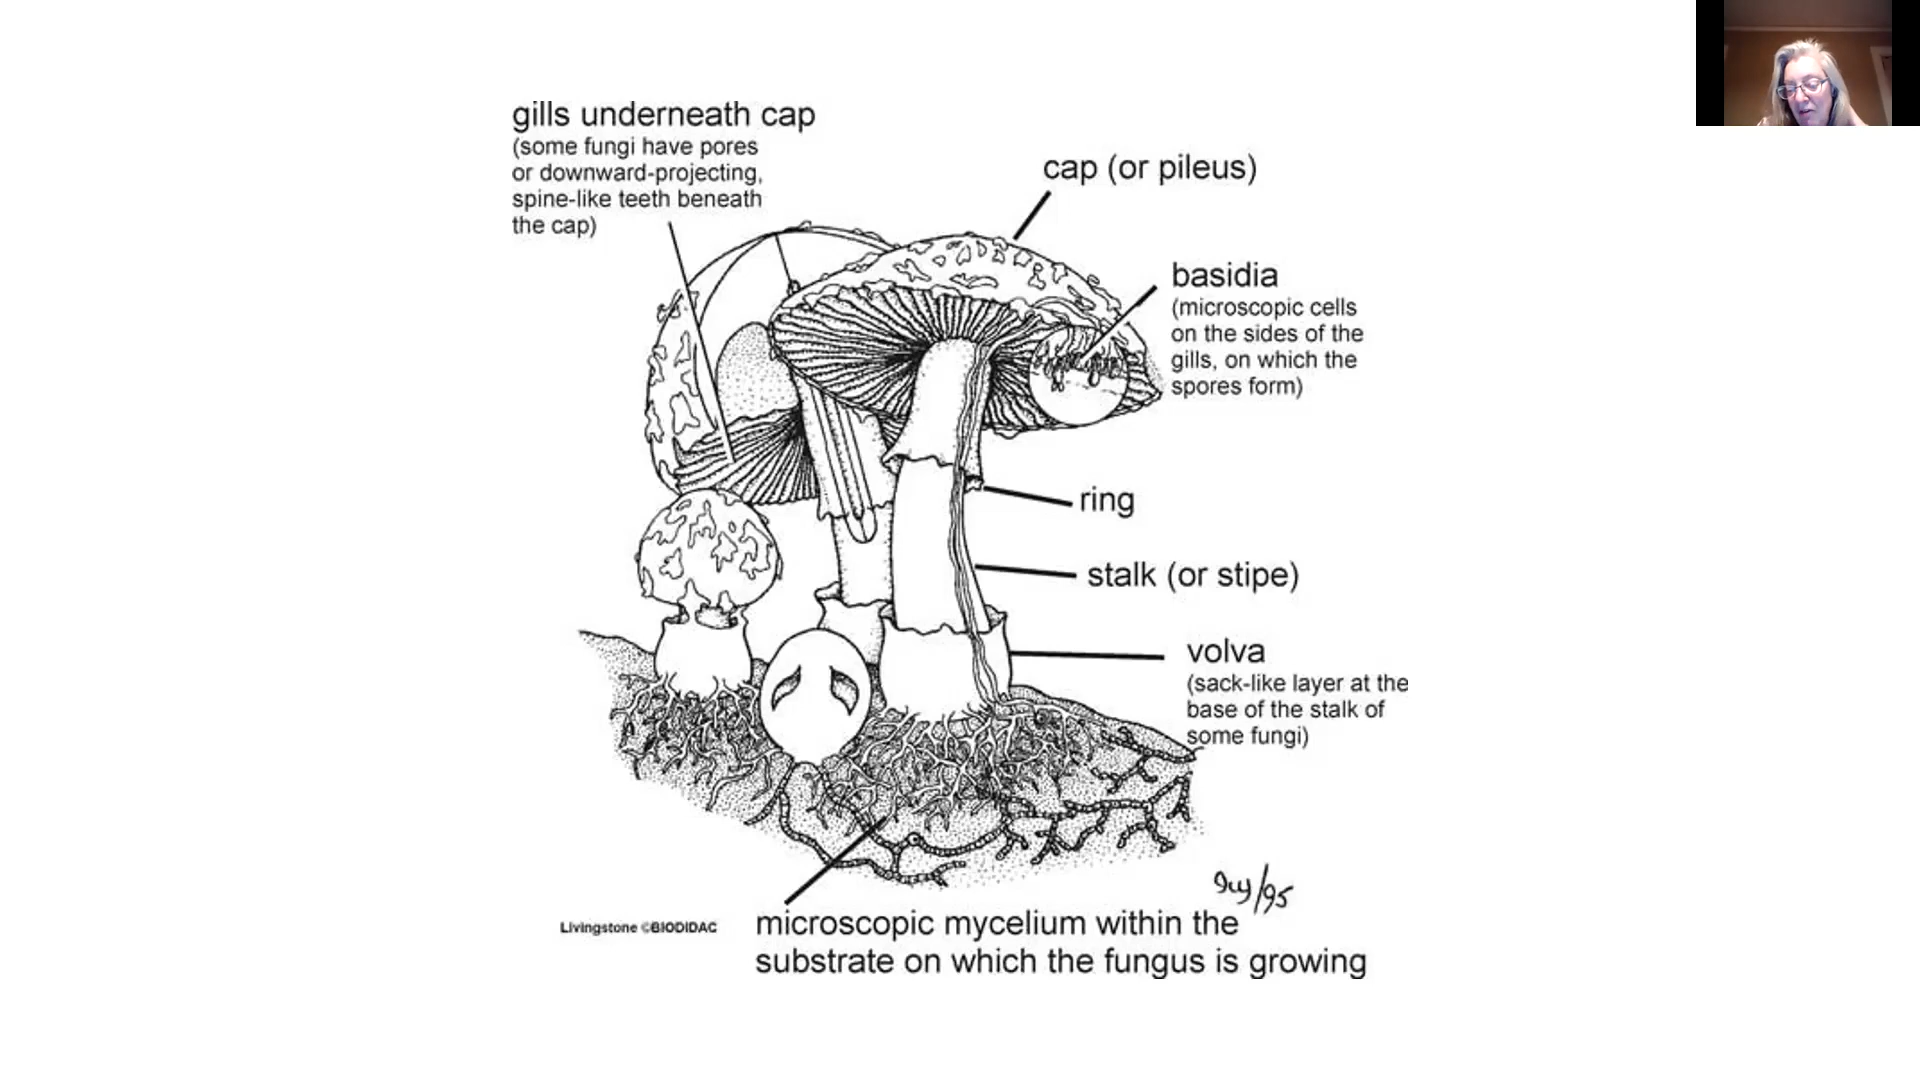 gills underneath cap
(some fungi have pores
or downward-projecting,
spine-like teeth beneath
the cap)
cap (or pileus)
basidia
(microscopic cells
on the sides of the
gills, on which the
spores form)
ring
stalk (or stipe)
volva
(sack-like layer at the
base of the stalk of
some fungi)
Livingstone ©BIODIDAC
microscopic mycelium within the
substrate on which the fungus is growing